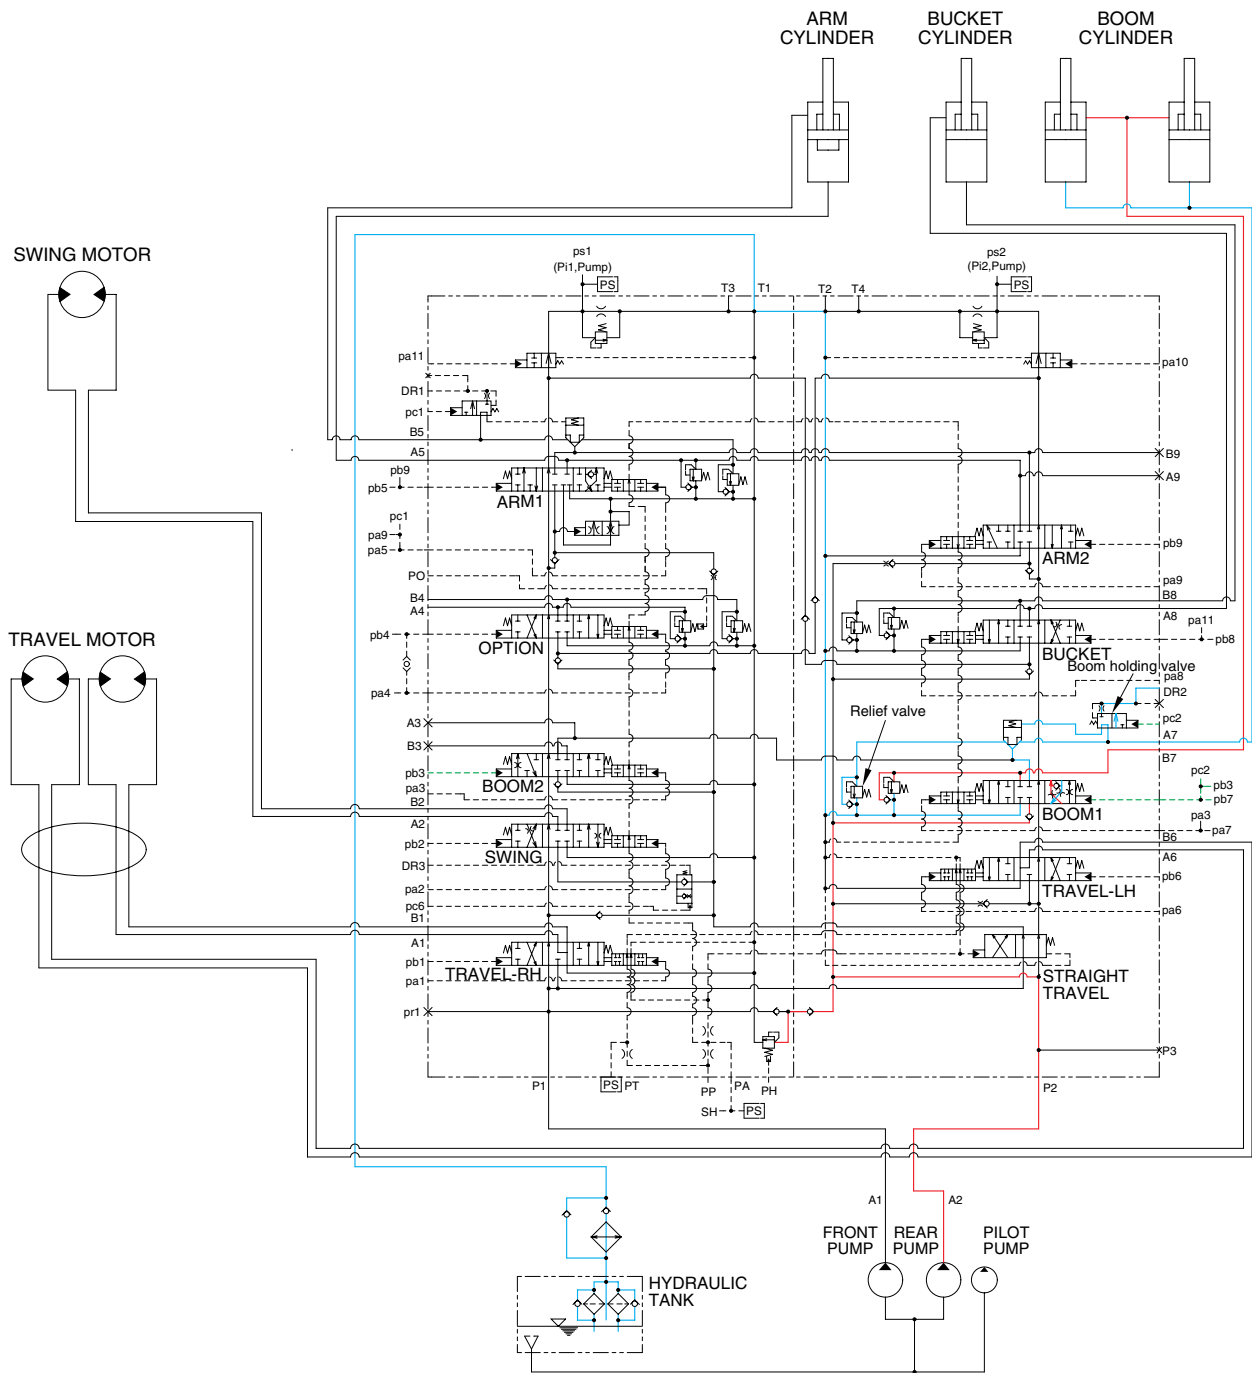 ARM
CYLINDER
BUCKET
CYLINDER
BOOM
CYLINDER
SWING MOTOR
ps1
(Pi1,Pump)
PS
ps2
(Pi2,Pump)
PS
T3
T1
T2
T4
pa11
pa10
DR1
pc1
B5
A5
B9
pb9
A9
pb5
ARM1
pc1
pa9
pa5
pb9
ARM2
PO
pa9
B4
B8
A4
A8
pa11
pb4
OPTION
pb8
BUCKET
Boom holding valve
pa8
pa4
DR2
Relief valve
TRAVEL MOTOR
A3
pc2
A7
B3
B7
pb3
BOOM2
pc2
pb3
pa3
pb7
BOOM1
B2
pa3
pa7
A2
B6
pb2
SWING
DR3
A6
TRAVEL-LH
pb6
pa2
pc6
pa6
B1
A1
pb1
TRAVEL-RH
pa1
STRAIGHT
TRAVEL
pr1
P3
P1
PS
PT
PP
PA
PH
P2
SH
PS
A1
A2
FRONT
PUMP
REAR
PUMP
PILOT
PUMP
HYDRAULIC
TANK